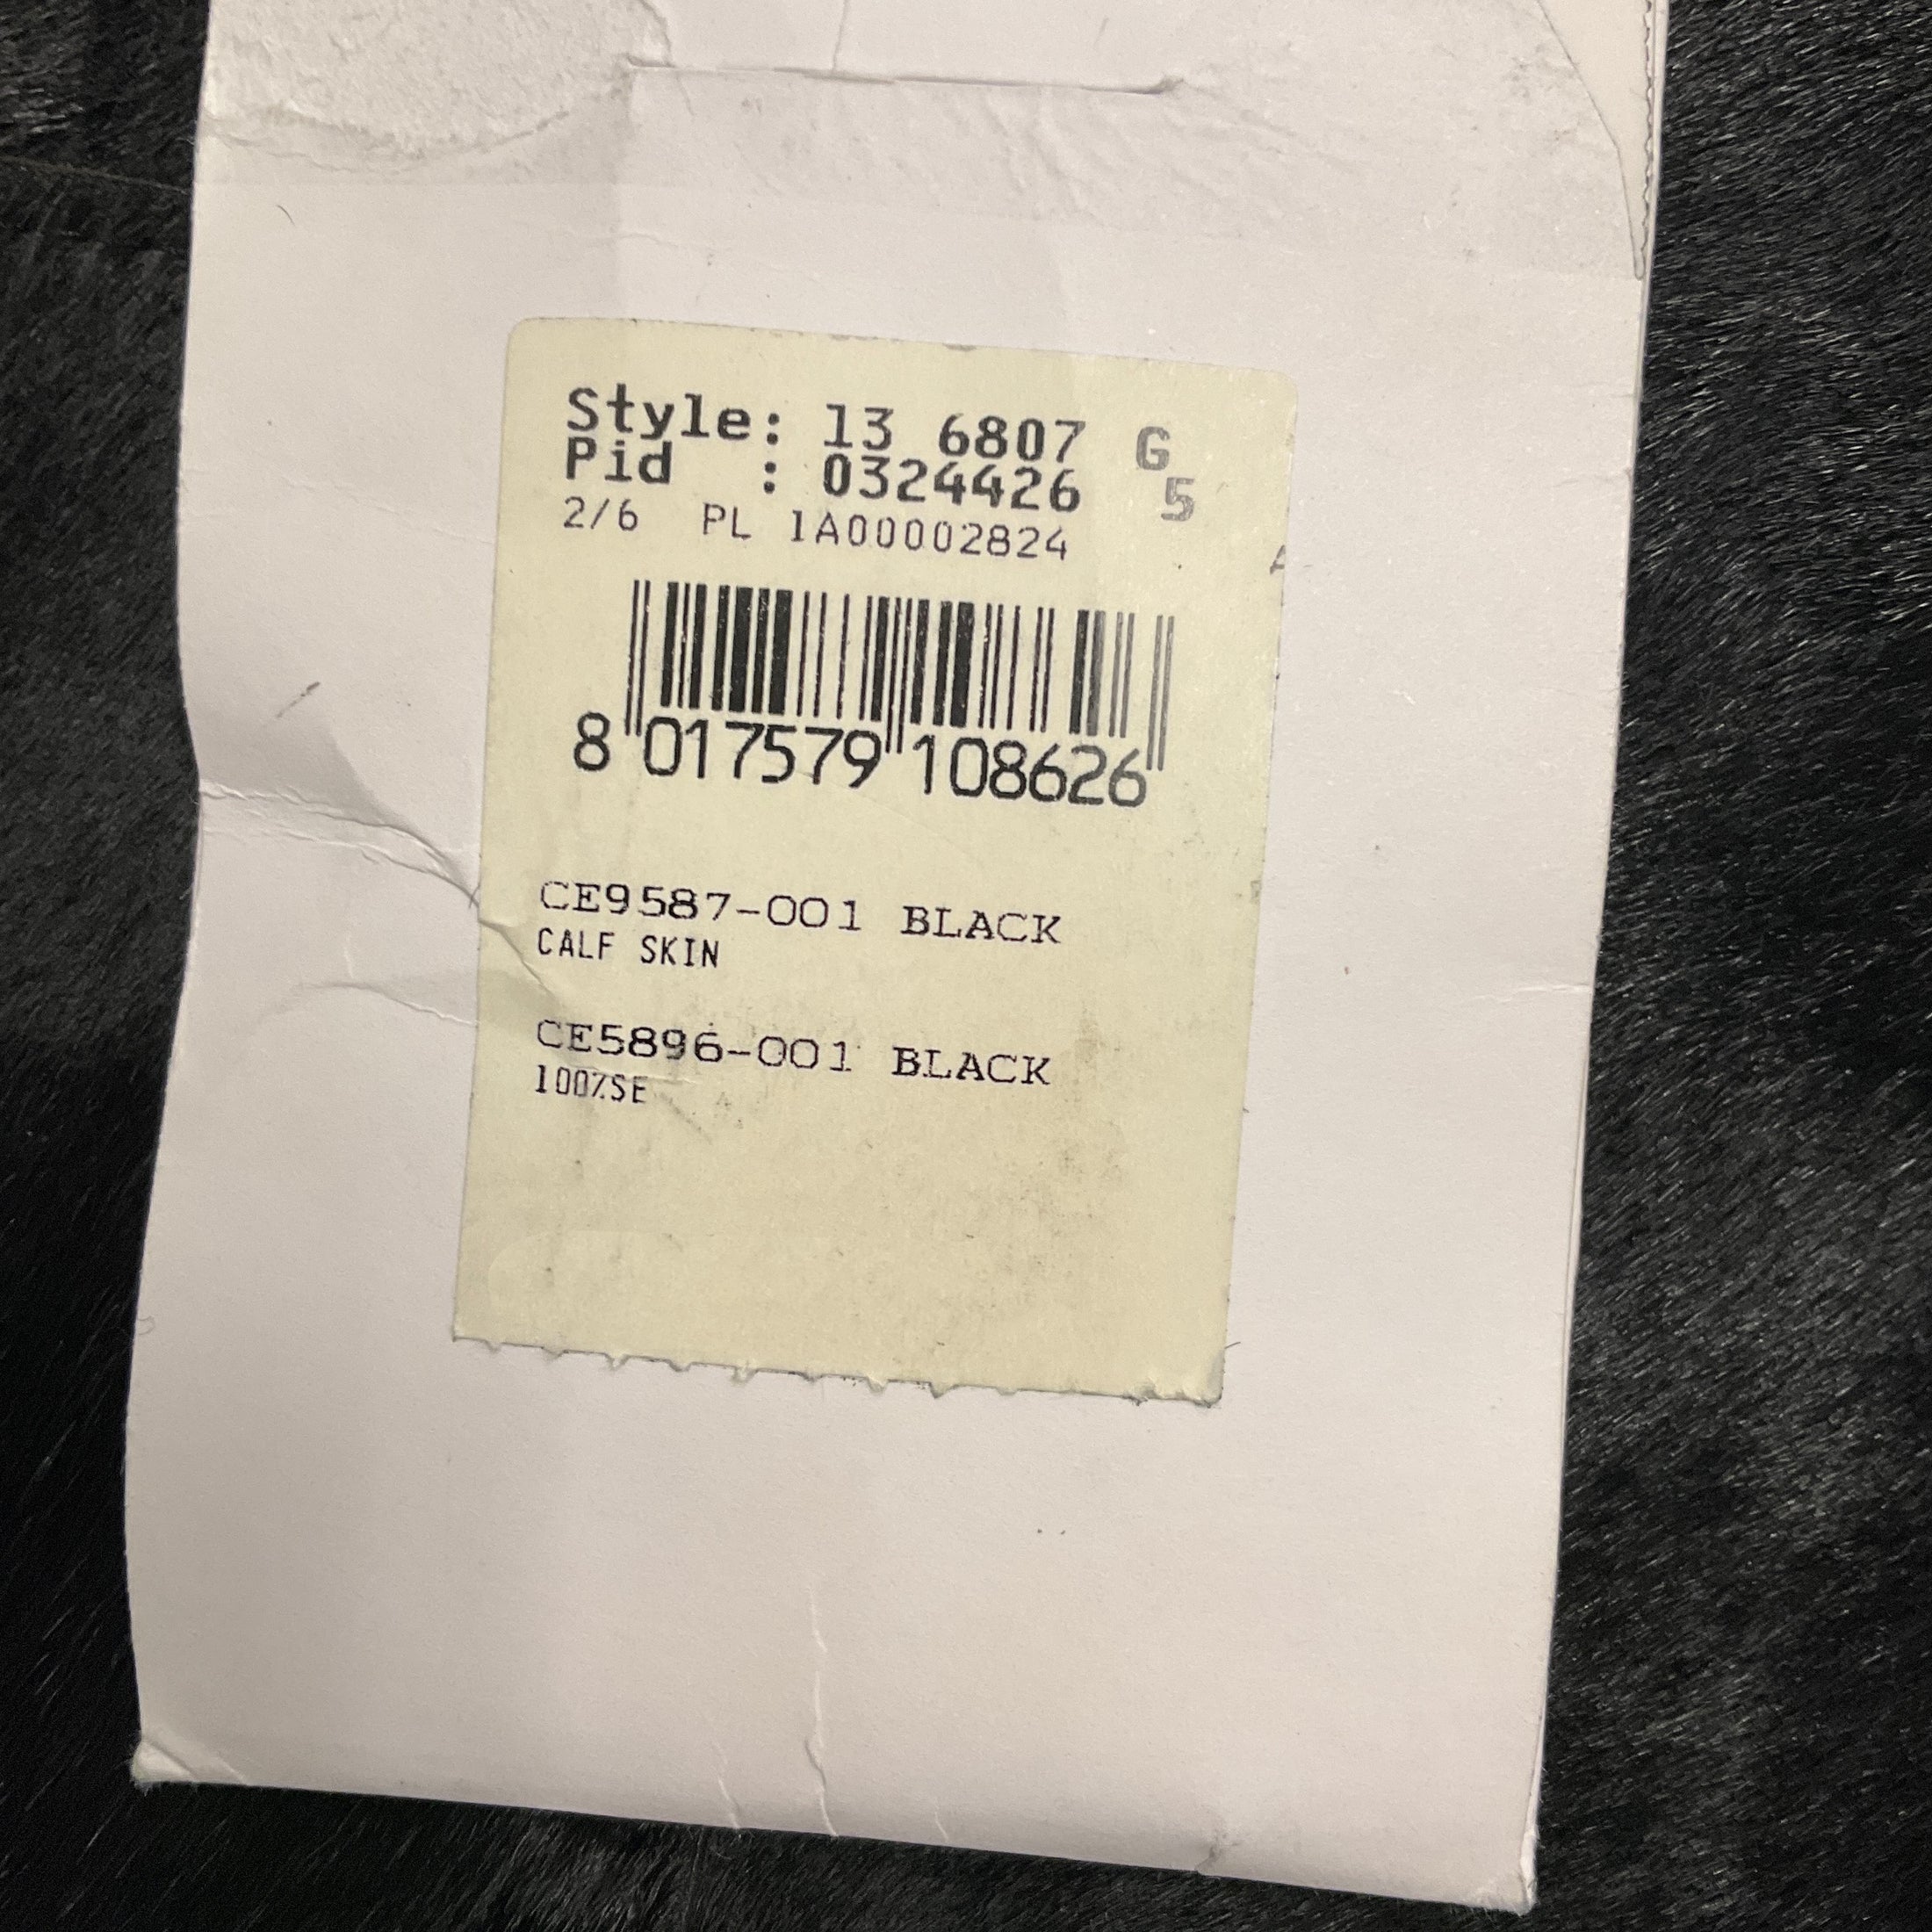 Style: 13 6807 G
Pid : 0324426 5
2/6 PL 1A00002824
A
8 017579 108626
CE9587-001 BLACK
CALF SKIN
CE5896-001 BLACK
100%SE